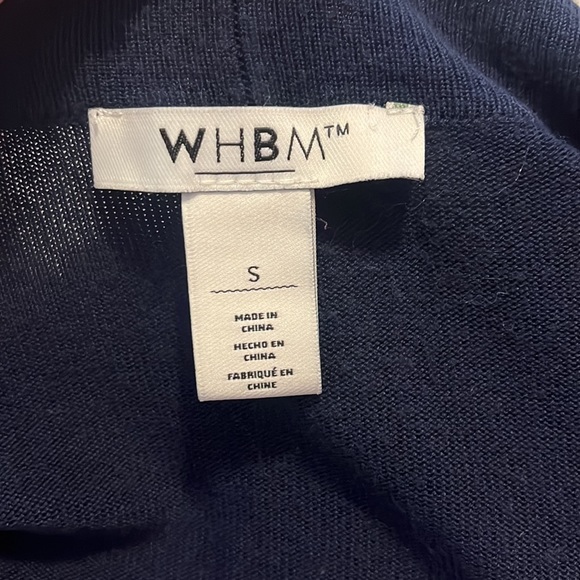 WHBM™
S
MADE IN
CHINA
HECHO EN
CHINA
FABRIQUÉ EN
CHINE